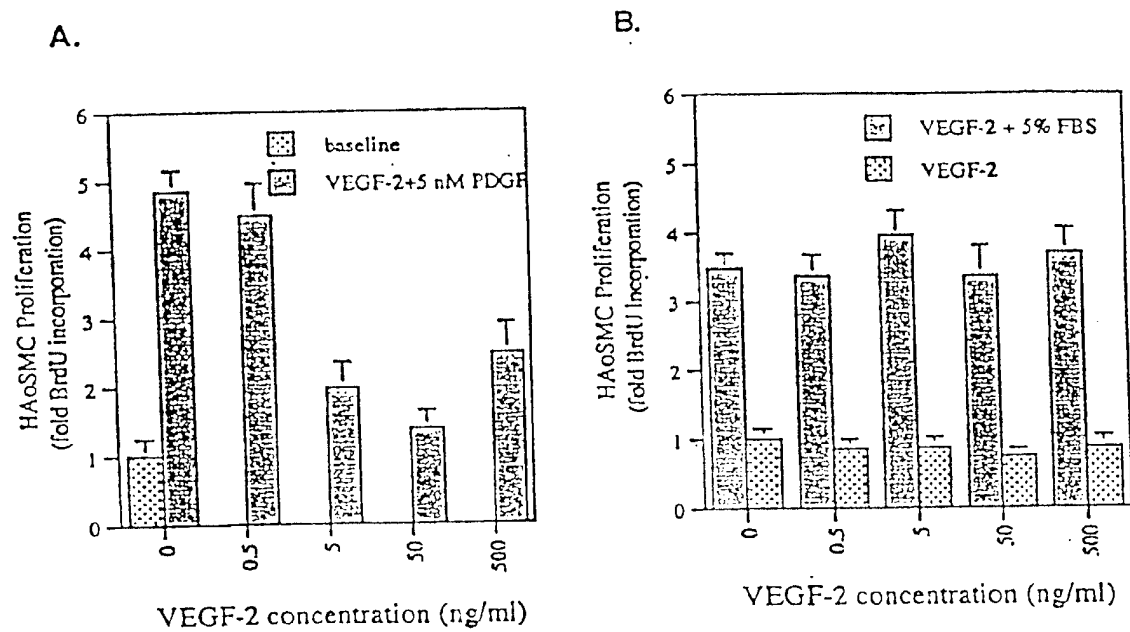 A.
6
5
4
3
2
1
0
HAoSMC Proliferation
(fold BrdU incorporation)
baseline
VEGF-2+5 nM PDGF
0
0.5
5
50
500
VEGF-2 concentration (ng/ml)
B.
6
5
4
3
2
1
0
HAoSMC Proliferation
(fold BrdU Incorporation)
VEGF-2 + 5% FBS
VEGF-2
0
0.5
5
50
500
VEGF-2 concentration (ng/ml)